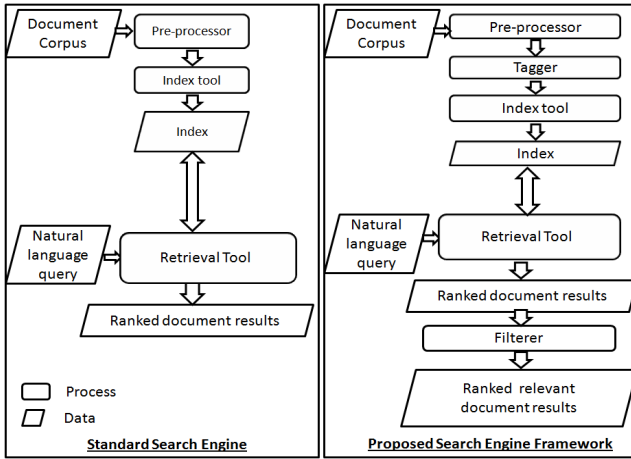 Document
Corpus
Pre-processor
Index tool
Index
Natural
language
query
Retrieval Tool
Ranked document results
Process
Data
Standard Search Engine
Document
Corpus
Pre-processor
Tagger
Index tool
Index
Natural
language
query
Retrieval Tool
Ranked document results
Filterer
Ranked relevant
document results
Proposed Search Engine Framework